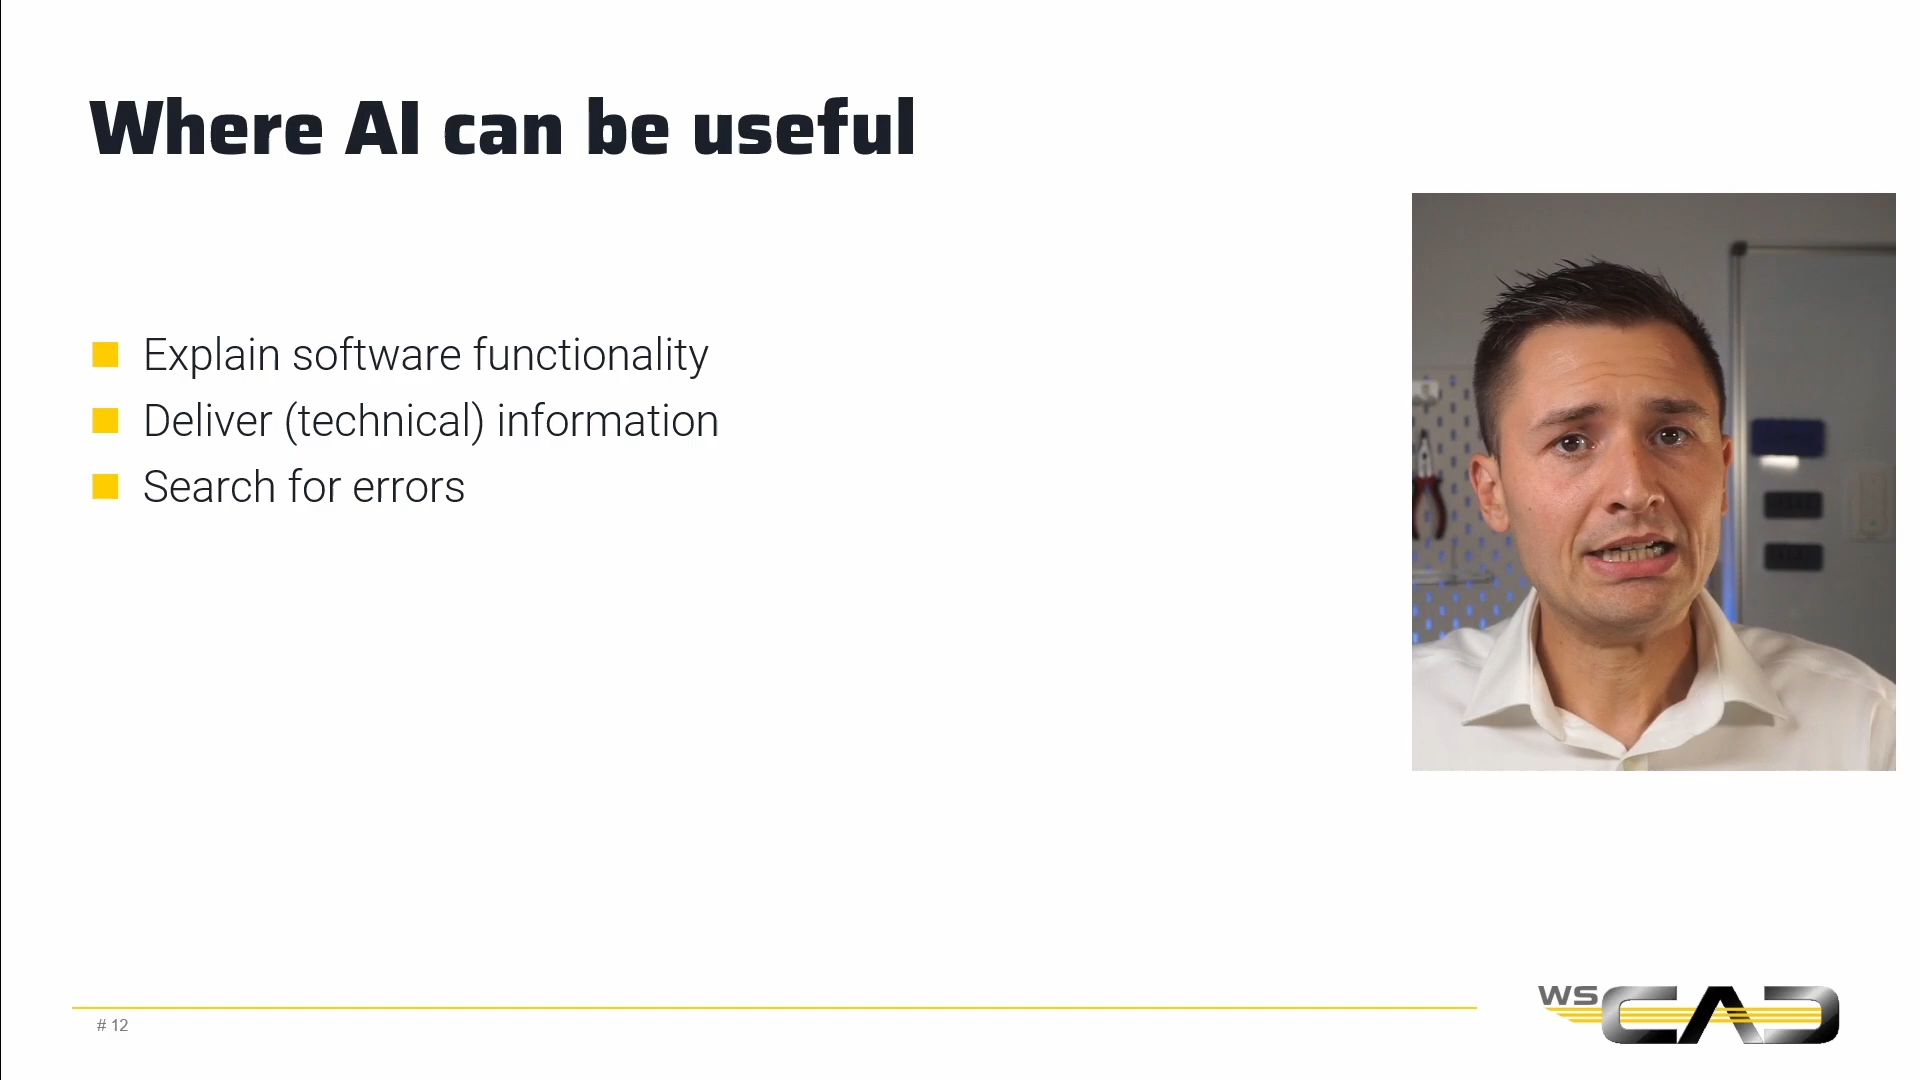 Where AI can be useful
Explain software functionality
Deliver (technical) information
Search for errors
# 12
WS CAD